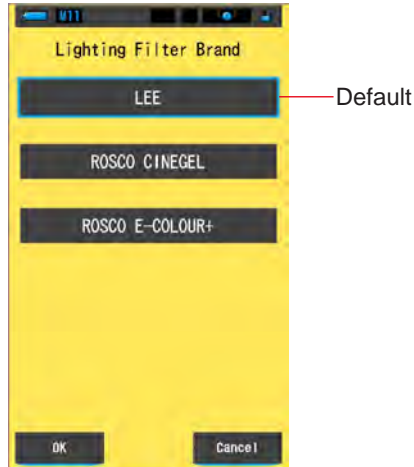 M11
Lighting Filter Brand
LEE
Default
ROSCO CINEGEL
ROSCO E-COLOUR+
OK
Cancel